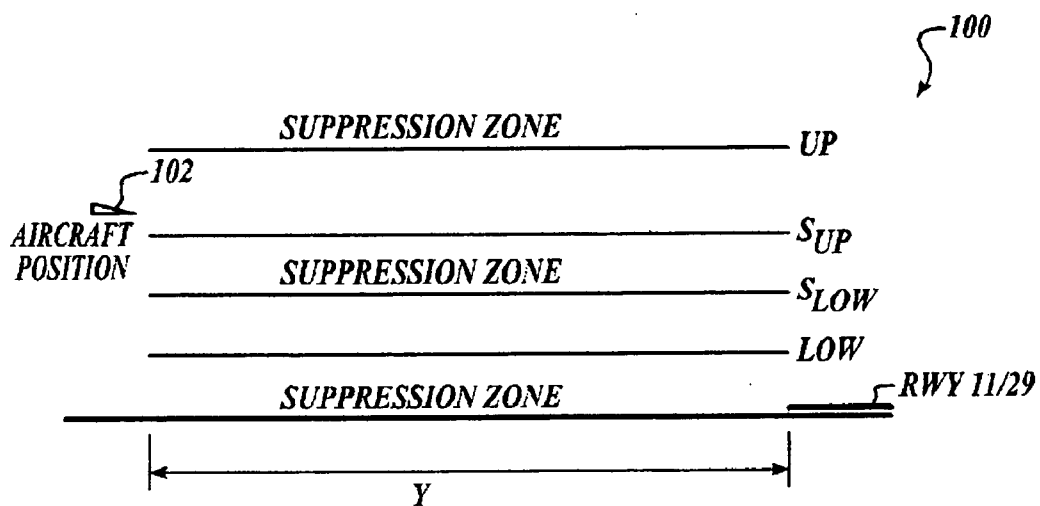 100
SUPPRESSION ZONE
UP
102
AIRCRAFT
POSITION
S_UP
SUPPRESSION ZONE
S_LOW
LOW
SUPPRESSION ZONE
RWY 11/29
Y